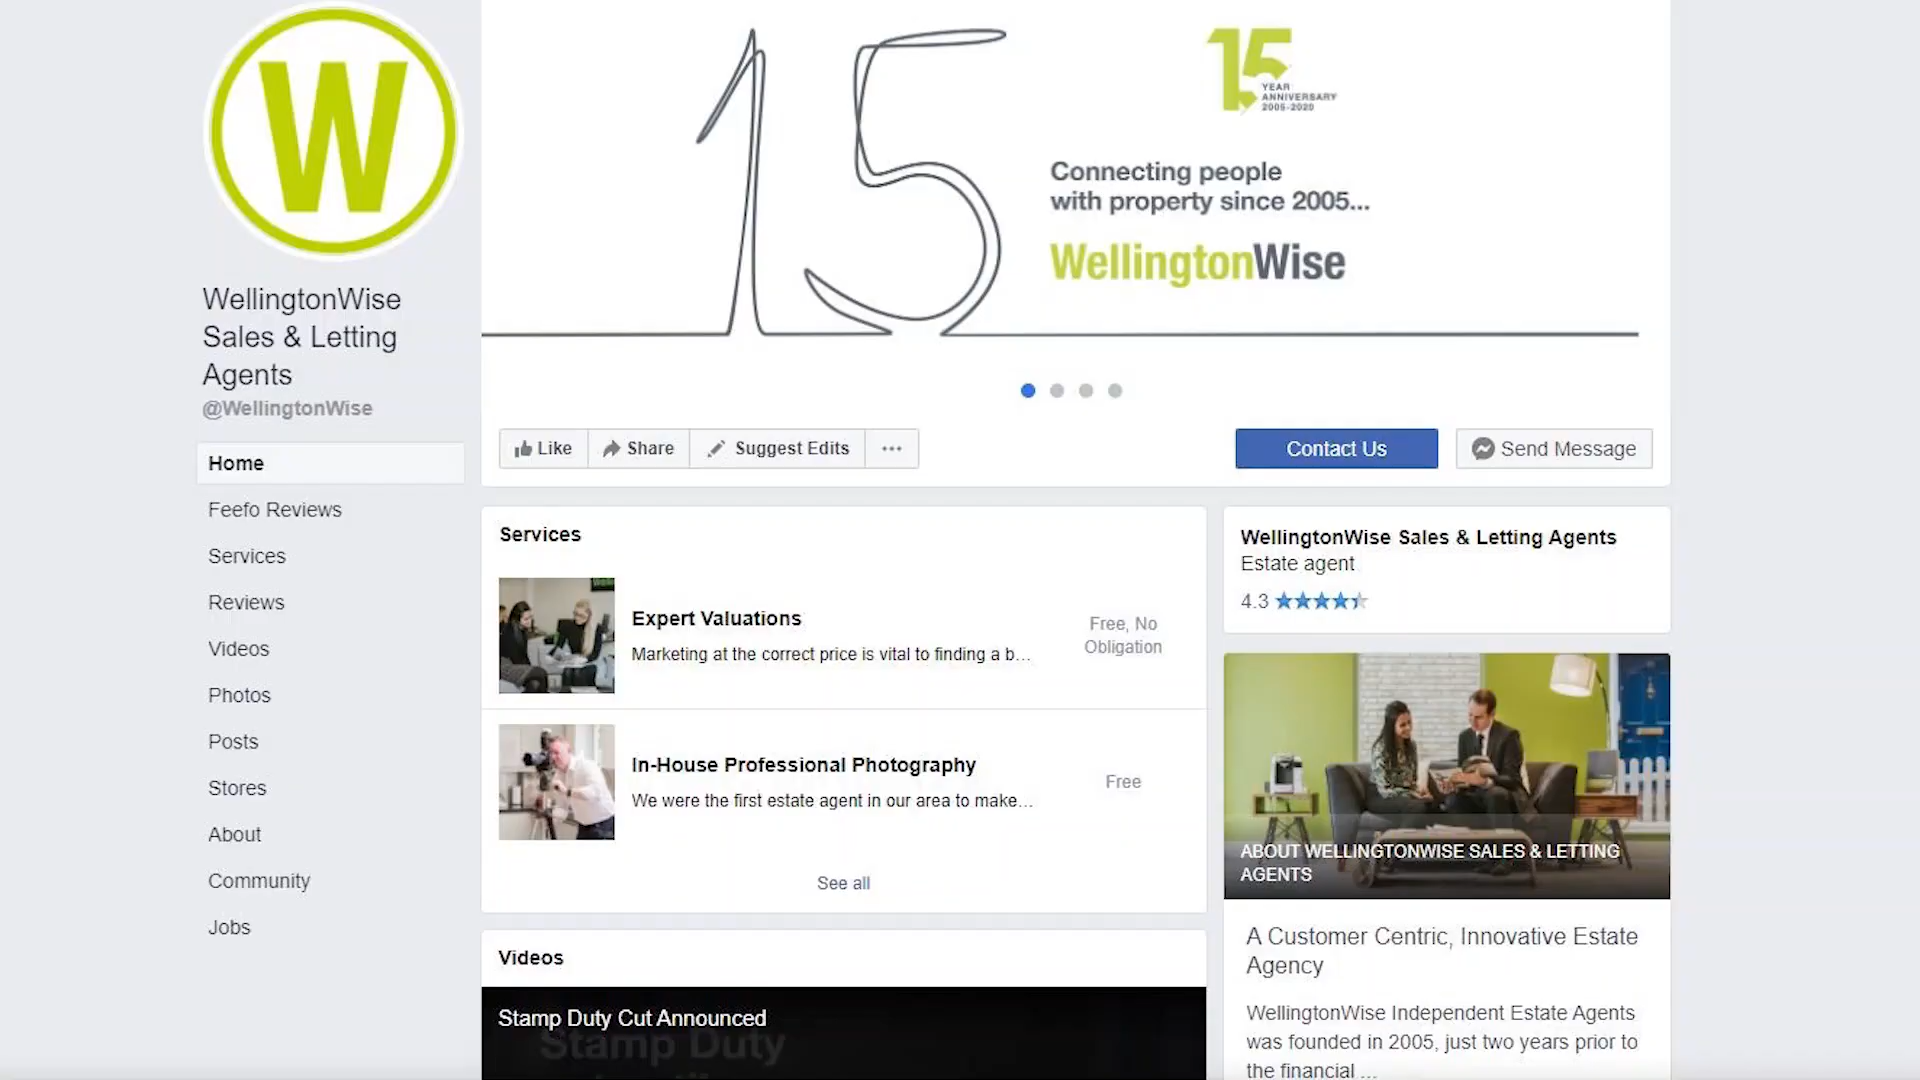 W
15
15
YEAR
ANNIVERSARY
2005-2020
Connecting people
with property since 2005...
WellingtonWise
WellingtonWise
Sales & Letting
Agents
@WellingtonWise
Home
Feefo Reviews
Services
Reviews
Videos
Photos
Posts
Stores
About
Community
Jobs
Like
Share
Suggest Edits
Contact Us
Send Message
Services
Expert Valuations
Marketing at the correct price is vital to finding a b...
Free, No
Obligation
In-House Professional Photography
We were the first estate agent in our area to make...
Free
See all
Videos
Stamp Duty Cut Announced
Stamp Duty
WellingtonWise Sales & Letting Agents
Estate agent
4.3
ABOUT WELLINGTONWISE SALES & LETTING
AGENTS
A Customer Centric, Innovative Estate
Agency
WellingtonWise Independent Estate Agents
was founded in 2005, just two years prior to
the financial ...